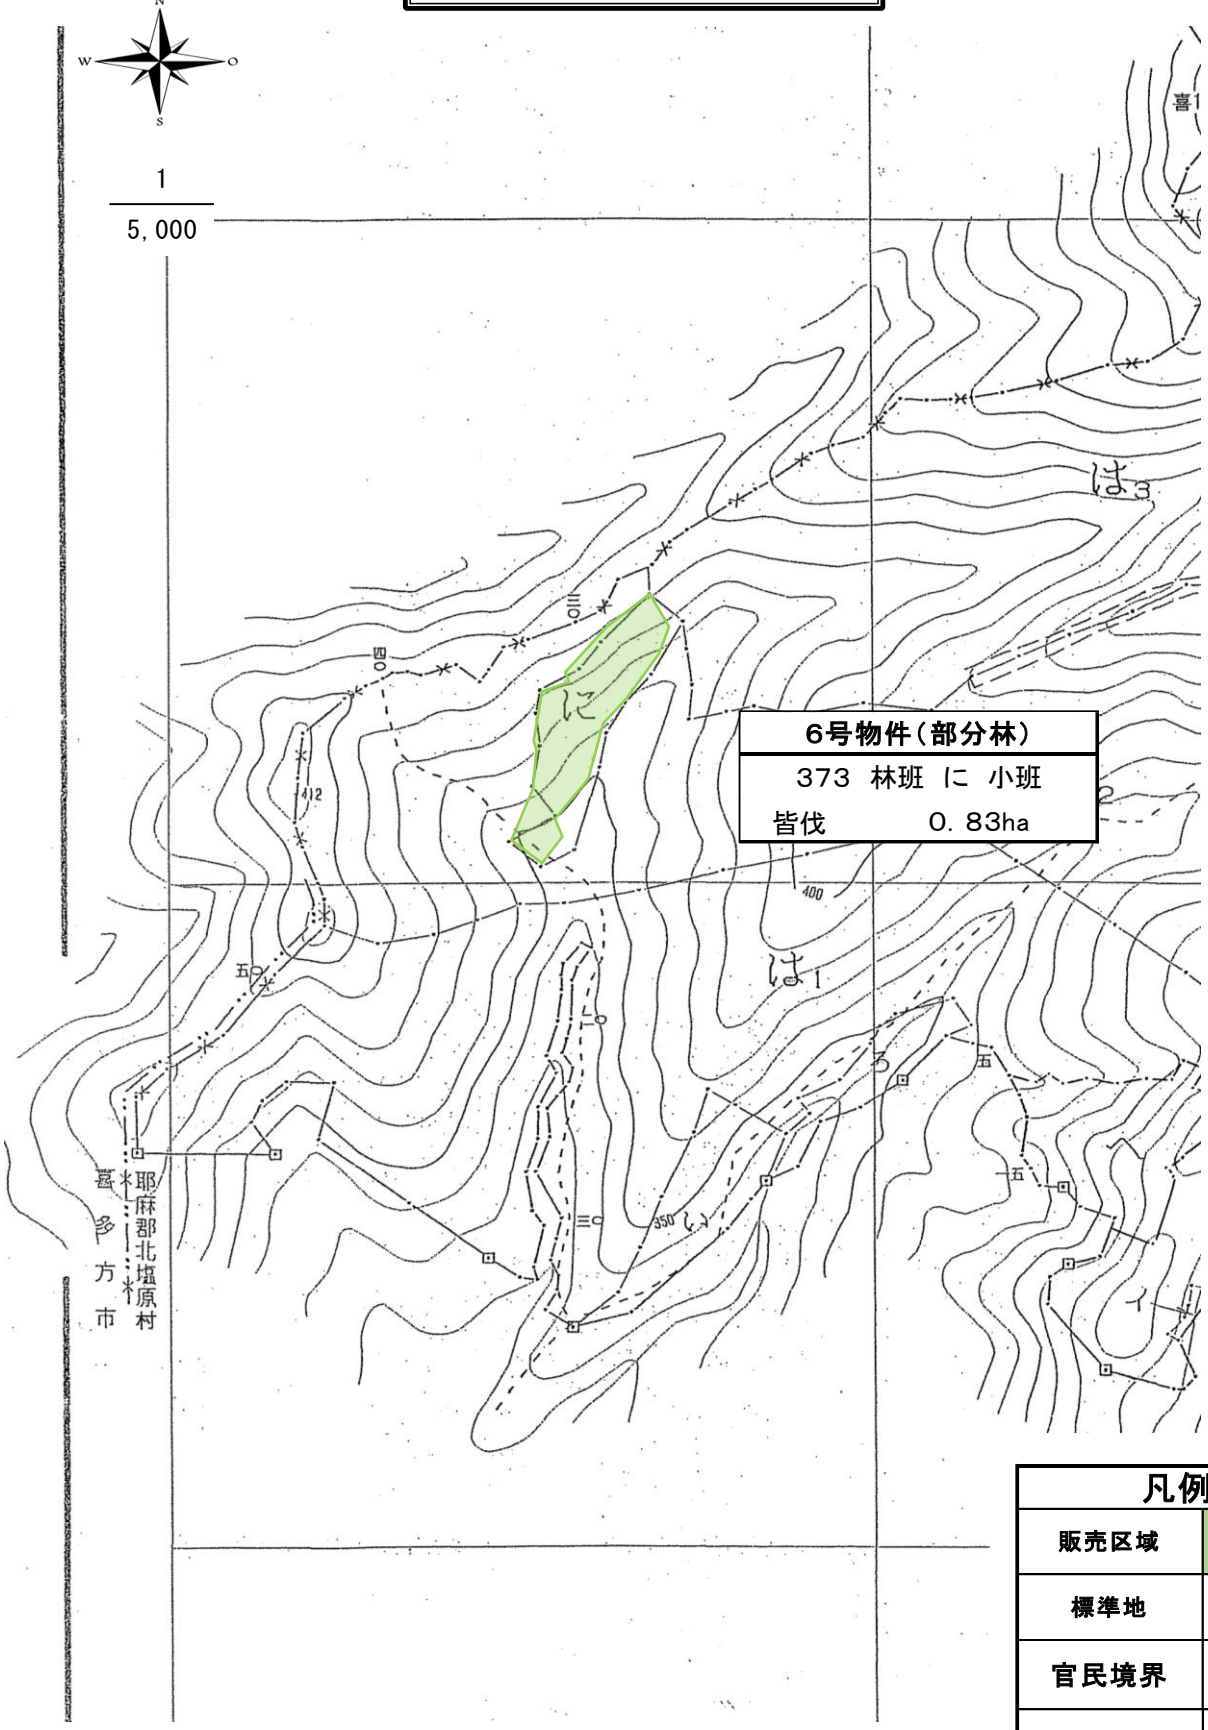 N
W
O
S
1
5,000
喜
は3
三〇
四〇
に
6号物件(部分林)
373 林班 に 小班
皆伐 0.83ha
412
2
400
五〇
は1
二〇
ろ
五
一五
喜多方市
耶麻郡北塩原村
三〇
350
い
イ
凡例
販売区域
標準地
官民境界